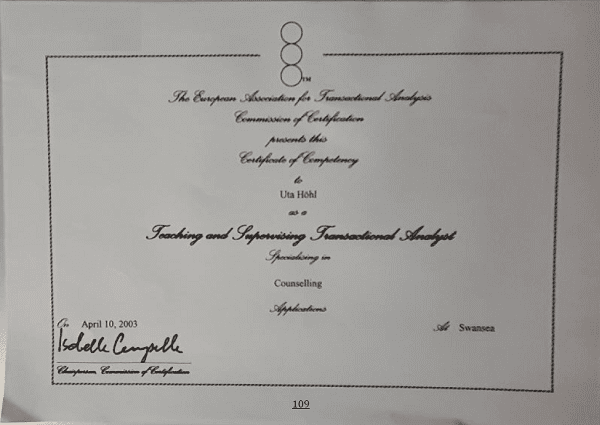 TM
The European Association for Transactional Analysis
Commission of Certification
presents this
Certificate of Competency
to
Uta Höhl
as a
Teaching and Supervising Transactional Analyst
Specialising in
Counselling
Applications
On April 10, 2003
At Swansea
Chairperson, Commission of Certification
109